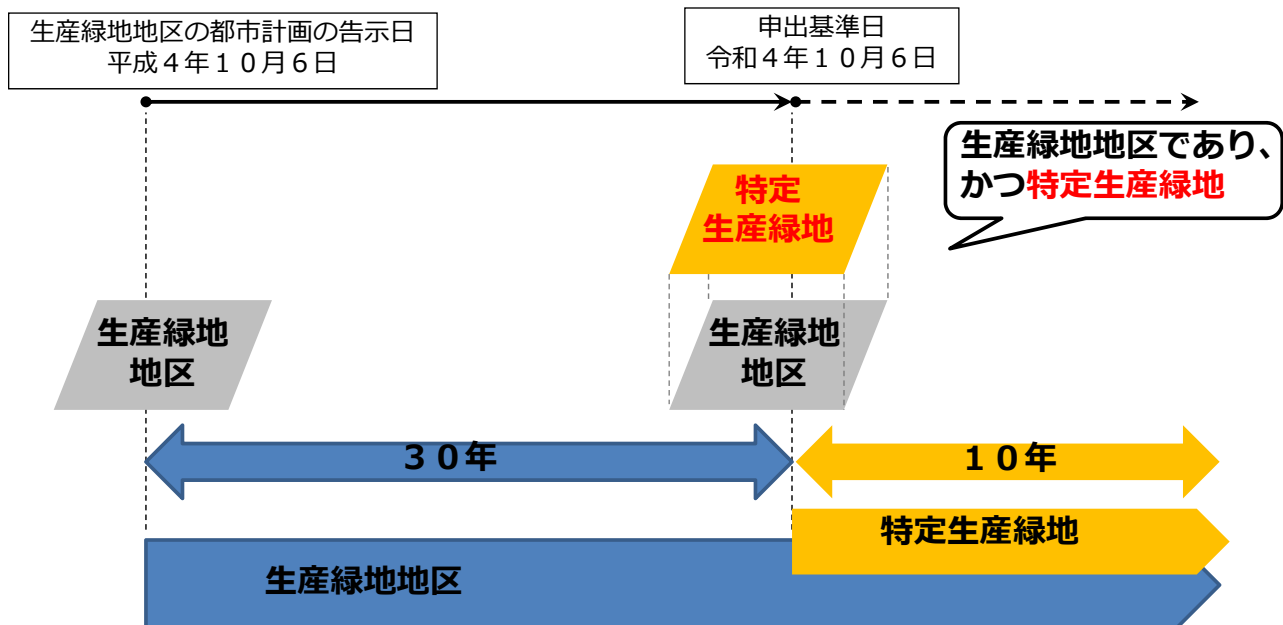 生産緑地地区の都市計画の告示日
平成４年１０月６日
申出基準日
令和４年１０月６日
生産緑地地区であり、
かつ特定生産緑地
特定
生産緑地
生産緑地
地区
生産緑地
地区
３０年
１０年
特定生産緑地
生産緑地地区